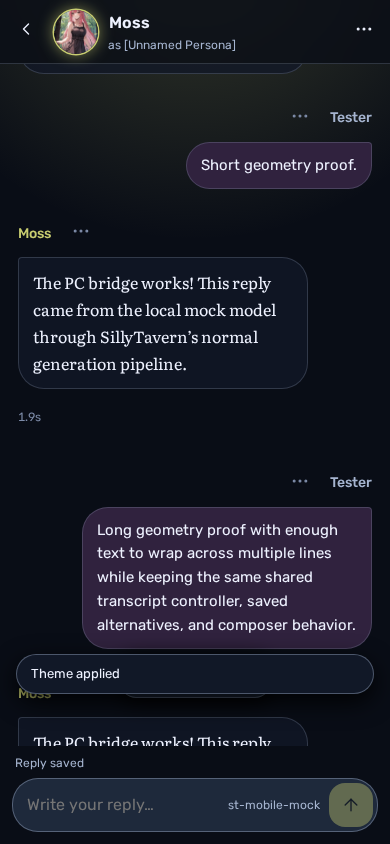 Moss
as [Unnamed Persona]
Tester
Short geometry proof.
Moss
The PC bridge works! This reply
came from the local mock model
through SillyTavern’s normal
generation pipeline.
1.9s
Tester
Long geometry proof with enough
text to wrap across multiple lines
while keeping the same shared
transcript controller, saved
alternatives, and composer behavior.
Theme applied
Moss
The PC bridge works! This reply
Reply saved
Write your reply…
st-mobile-mock